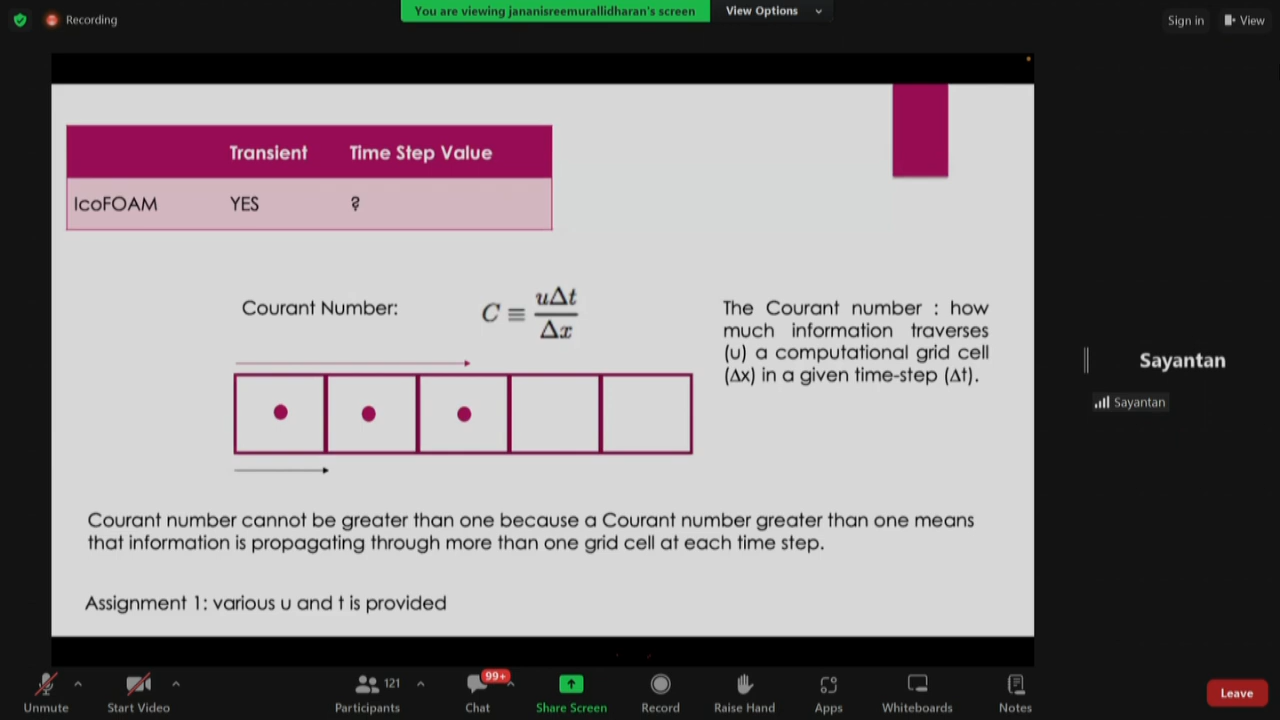 Recording
You are viewing jananisreemurallidharan's screen
View Options
Sign in
View
Transient
Time Step Value
IcoFOAM
YES
?
Courant Number:
C ≡ uΔt/Δx
The Courant number : how
much information traverses
(u) a computational grid cell
(Δx) in a given time-step (Δt).
Courant number cannot be greater than one because a Courant number greater than one means
that information is propagating through more than one grid cell at each time step.
Assignment 1: various u and t is provided
Sayantan
Sayantan
Unmute
Start Video
121
Participants
99+
Chat
Share Screen
Record
Raise Hand
Apps
Whiteboards
Notes
Leave